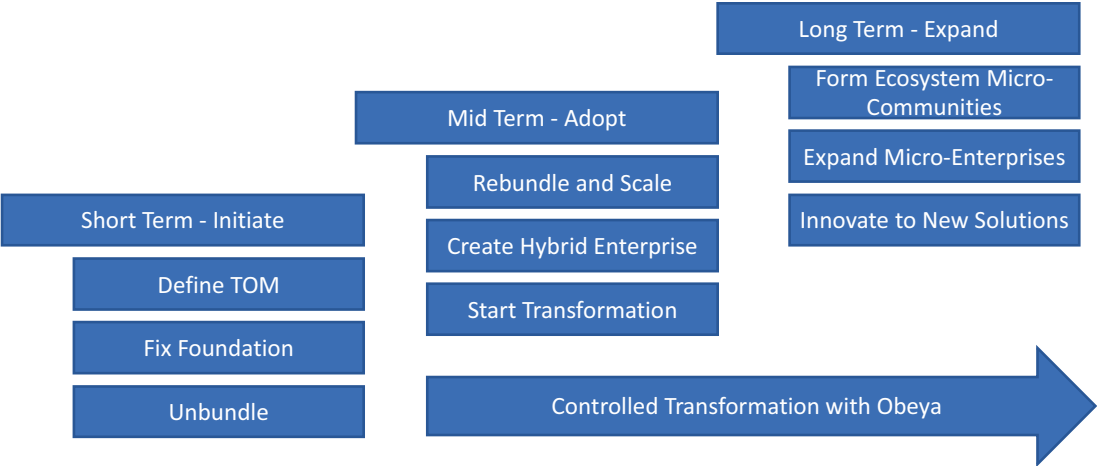 Short Term - Initiate
Define TOM
Fix Foundation
Unbundle
Mid Term - Adopt
Rebundle and Scale
Create Hybrid Enterprise
Start Transformation
Long Term - Expand
Form Ecosystem Micro-
Communities
Expand Micro-Enterprises
Innovate to New Solutions
Controlled Transformation with Obeya